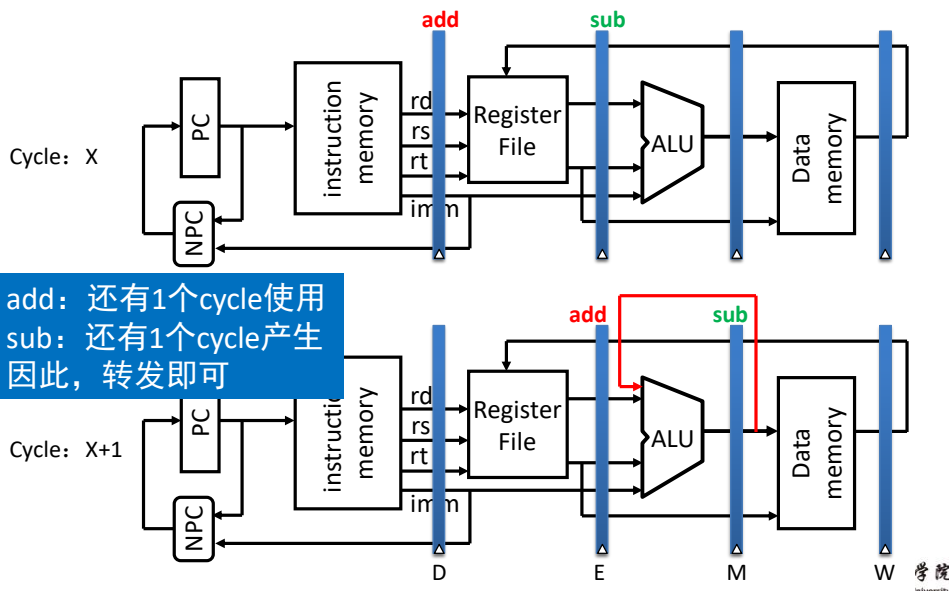 add
sub
Cycle：X
PC
NPC
instruction
memory
rd
rs
rt
imm
Register
File
ALU
Data
memory
add：还有1个cycle使用
sub：还有1个cycle产生
因此，转发即可
add
sub
Cycle：X+1
PC
NPC
instruction
memory
rd
rs
rt
imm
Register
File
ALU
Data
memory
D
E
M
W
学院